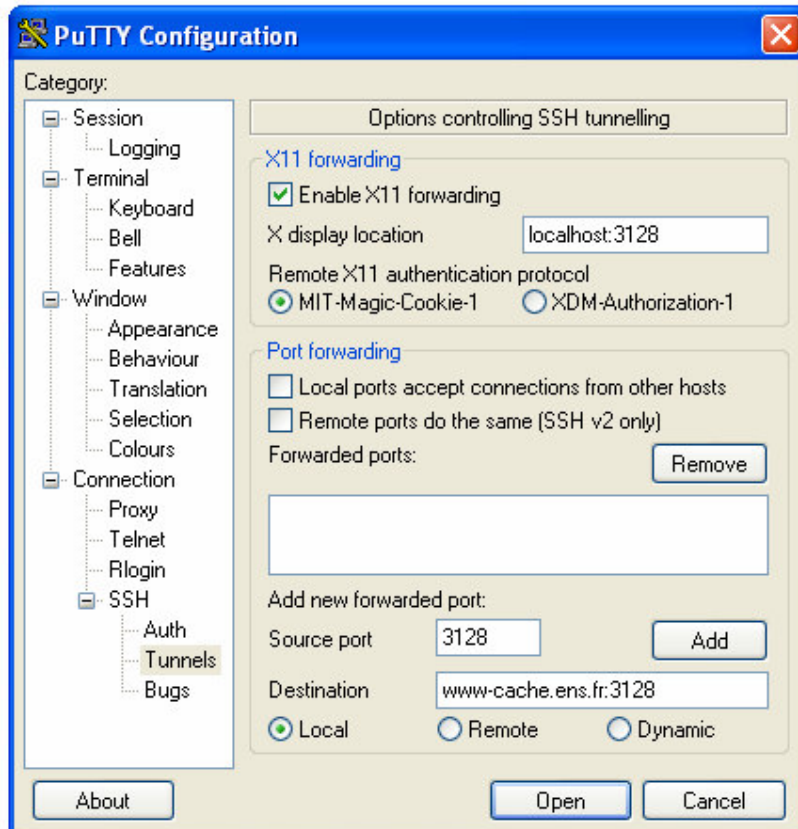 PuTTY Configuration
Category:
Session
Logging
Terminal
Keyboard
Bell
Features
Window
Appearance
Behaviour
Translation
Selection
Colours
Connection
Proxy
Telnet
Rlogin
SSH
Auth
Tunnels
Bugs
Options controlling SSH tunnelling
X11 forwarding
Enable X11 forwarding
X display location localhost:3128
Remote X11 authentication protocol
MIT-Magic-Cookie-1 XDM-Authorization-1
Port forwarding
Local ports accept connections from other hosts
Remote ports do the same (SSH v2 only)
Forwarded ports: Remove
Add new forwarded port:
Source port 3128 Add
Destination www-cache.ens.fr:3128
Local Remote Dynamic
About Open Cancel